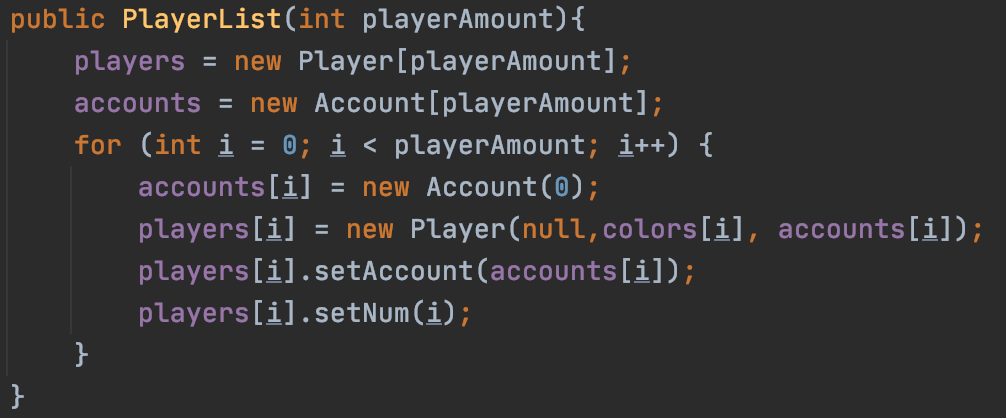 public PlayerList(int playerAmount){
    players = new Player[playerAmount];
    accounts = new Account[playerAmount];
    for (int i = 0; i < playerAmount; i++) {
        accounts[i] = new Account(0);
        players[i] = new Player(null,colors[i], accounts[i]);
        players[i].setAccount(accounts[i]);
        players[i].setNum(i);
    }
}